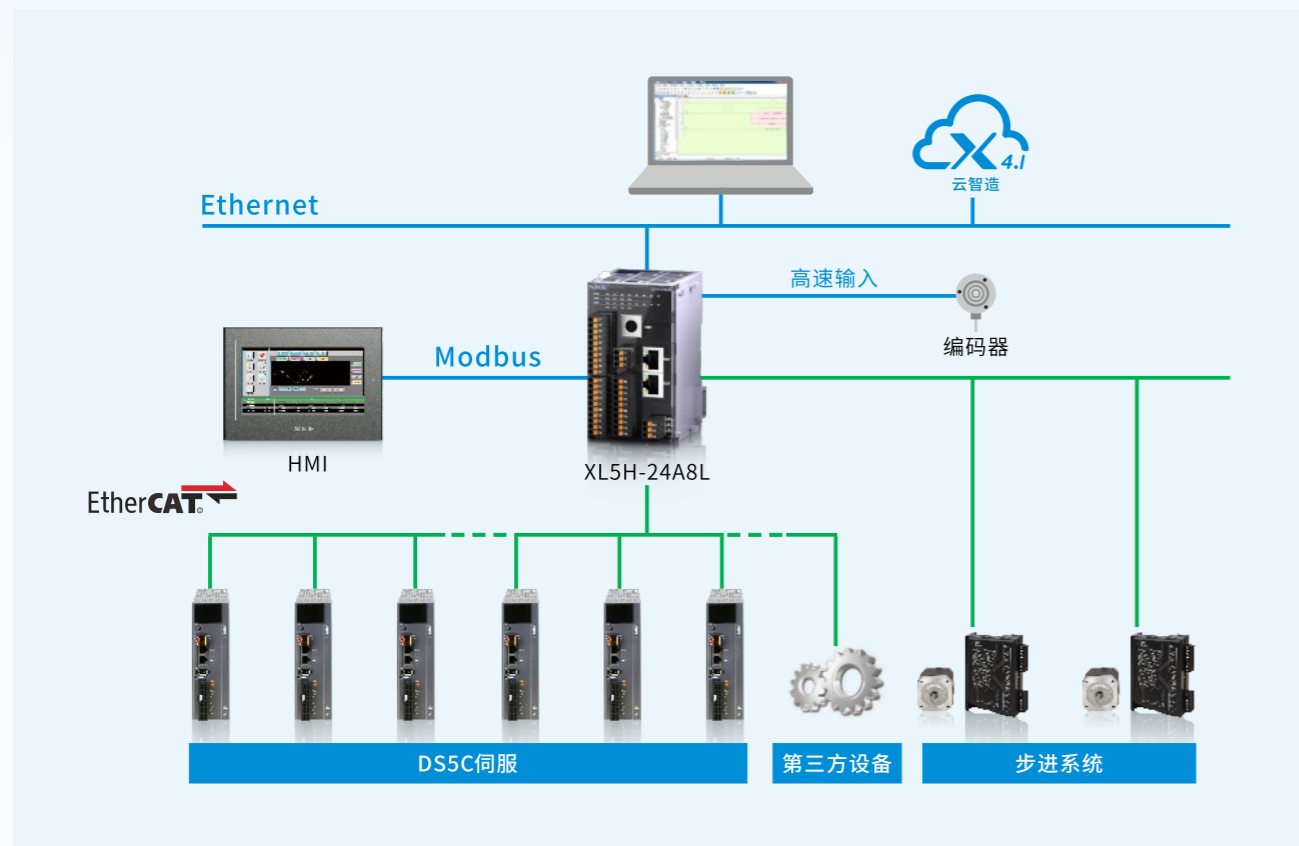 X 4.1
云智造
Ethernet
高速输入
编码器
Modbus
HMI
XL5H-24A8L
EtherCAT
DS5C伺服
第三方设备
步进系统